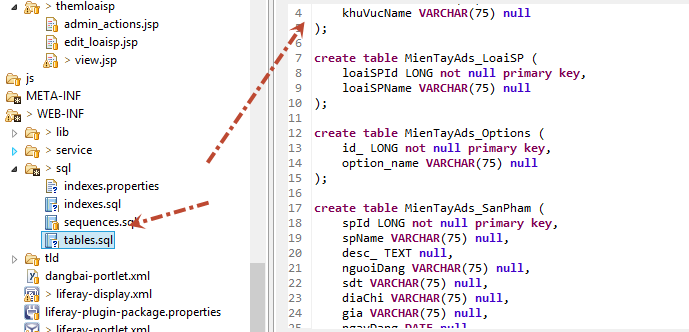 themloaisp
admin_actions.jsp
edit_loaisp.jsp
> view.jsp
js
META-INF
> WEB-INF
> lib
> service
> sql
indexes.properties
indexes.sql
sequences.sql
tables.sql
> tld
dangbai-portlet.xml
> liferay-display.xml
liferay-plugin-package.properties
liferay-portlet.xml
4 khuVucName VARCHAR(75) null
5 );
6
7 create table MienTayAds_LoaiSP (
8 loaiSPId LONG not null primary key,
9 loaiSPName VARCHAR(75) null
10 );
11
12 create table MienTayAds_Options (
13 id_ LONG not null primary key,
14 option_name VARCHAR(75) null
15 );
16
17 create table MienTayAds_SanPham (
18 spId LONG not null primary key,
19 spName VARCHAR(75) null,
20 desc_ TEXT null,
21 nguoiDang VARCHAR(75) null,
22 sdt VARCHAR(75) null,
23 diaChi VARCHAR(75) null,
24 gia VARCHAR(75) null,
25 ngayDang DATE null